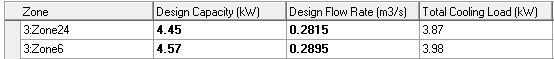 Zone Design Capacity (kW) Design Flow Rate (m3/s) Total Cooling Load (kW)
3:Zone24 4.45 0.2815 3.87
3:Zone6 4.57 0.2895 3.98